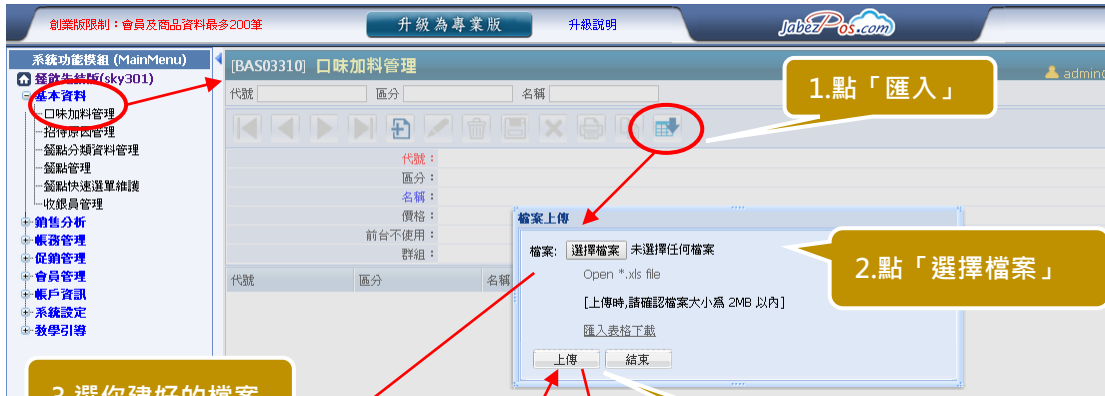 創業版限制：會員及商品資料最多200筆
升級為專業版
升級說明
JabezPos.com
系統功能模組 (MainMenu)
餐飲先結版(sky301)
基本資料
口味加料管理
招待原因管理
餐點分類資料管理
餐點管理
餐點快速選單維護
收銀員管理
銷售分析
帳務管理
促銷管理
會員管理
帳戶資訊
系統設定
教學引導
[BAS03310] 口味加料管理
admin
代號 區分 名稱
代號：
區分：
名稱：
價格：
前台不使用：
群組：
代號 區分 名稱
1.點「匯入」
檔案上傳
檔案: 選擇檔案 未選擇任何檔案
Open *.xls file
[上傳時,請確認檔案大小為 2MB 以內]
匯入表格下載
上傳 結束
2.點「選擇檔案」
3.選你建好的檔案